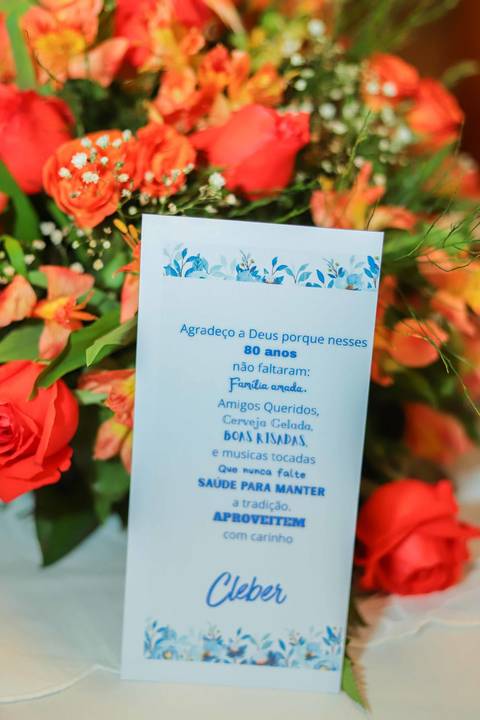 Agradeço a Deus porque nesses
80 anos
não faltaram:
Família amada.
Amigos Queridos,
Cerveja Gelada,
BOAS RISADAS,
e musicas tocadas
Que nunca falte
SAÚDE PARA MANTER
a tradição.
APROVEITEM
com carinho
Cleber